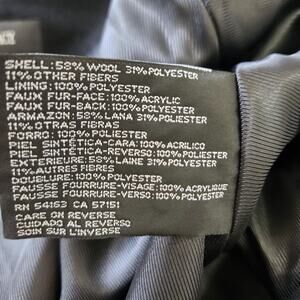 SHELL: 58% WOOL 31% POLYESTER
11% OTHER FIBERS
LINING: 100% POLYESTER
FAUX FUR-FACE: 100% ACRYLIC
FAUX FUR-BACK: 100% POLYESTER
ARMAZON: 58% LANA 31% POLIESTER
11% OTRAS FIBRAS
FORRO: 100% POLIESTER
PIEL SINTÉTICA-CARA: 100% ACRILICO
PIEL SINTÉTICA-REVERSO: 100% POLIESTER
EXTERIEURE: 58% LAINE 31% POLYESTER
11% AUTRES FIBRES
DOUBLURE: 100% POLYESTER
FAUSSE FOURRURE-VISAGE: 100% ACRYLIQUE
FAUSSE FOURRURE-REVERS: 100% POLYESTER
RN 54163 CA 57151
CARE ON REVERSE
CUIDADO AL REVERSO
SOIN SUR L'INVERSE